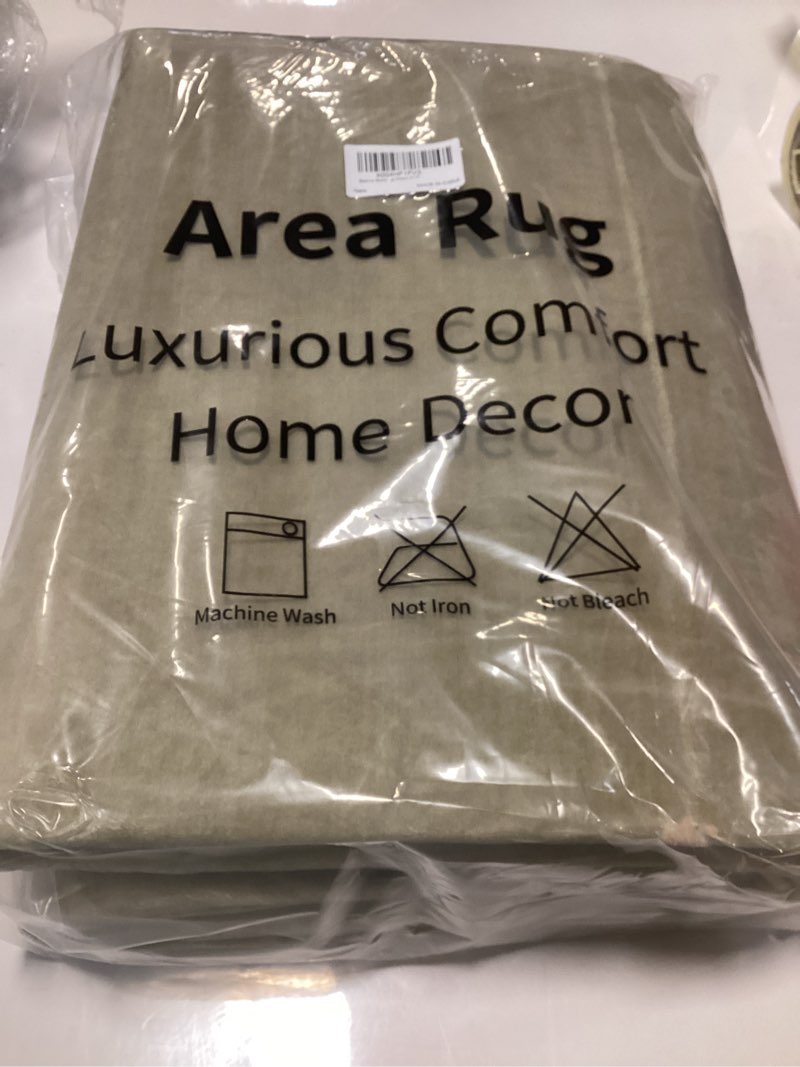 Area Rug
Luxurious Comfort
Home Decor
Machine Wash
Not Iron
Not Bleach